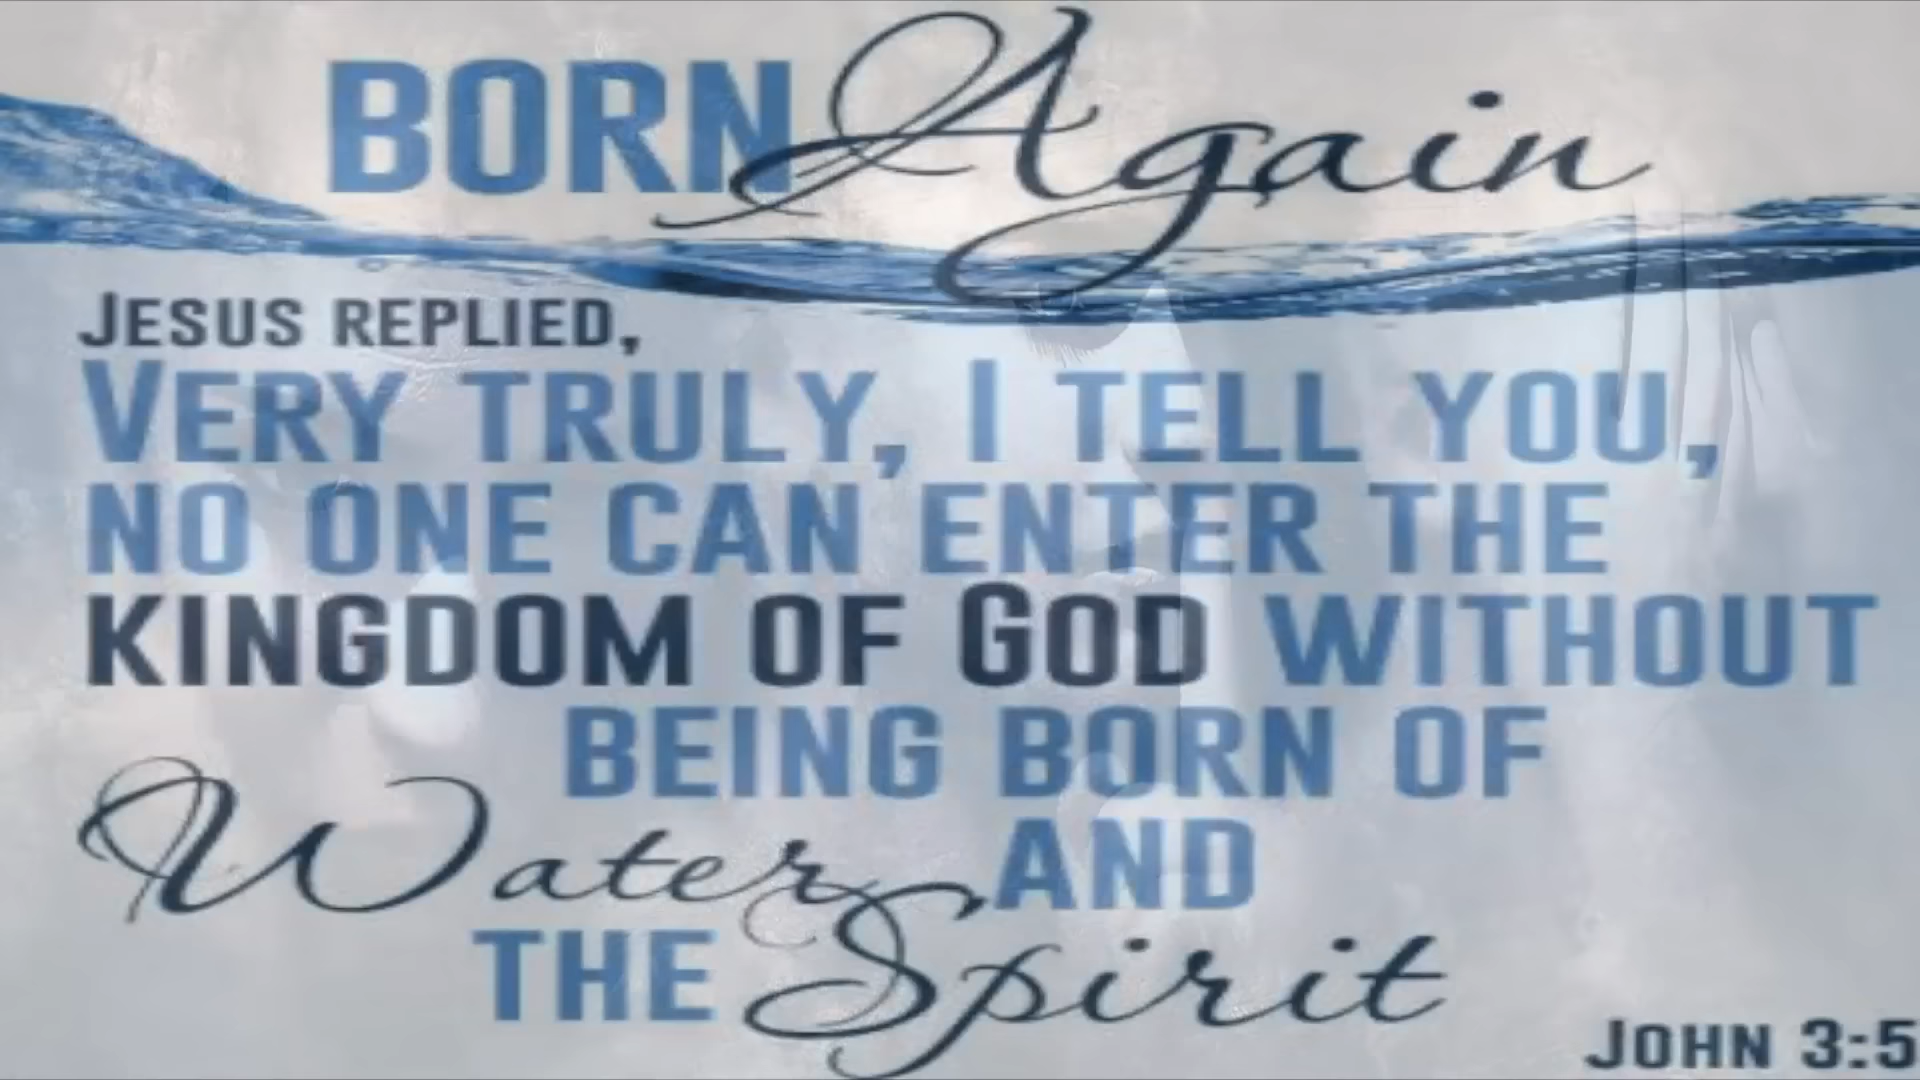 BORN Again
JESUS REPLIED,
VERY TRULY, I TELL YOU,
NO ONE CAN ENTER THE
KINGDOM OF GOD WITHOUT
BEING BORN OF
Water AND
THE Spirit
JOHN 3:5